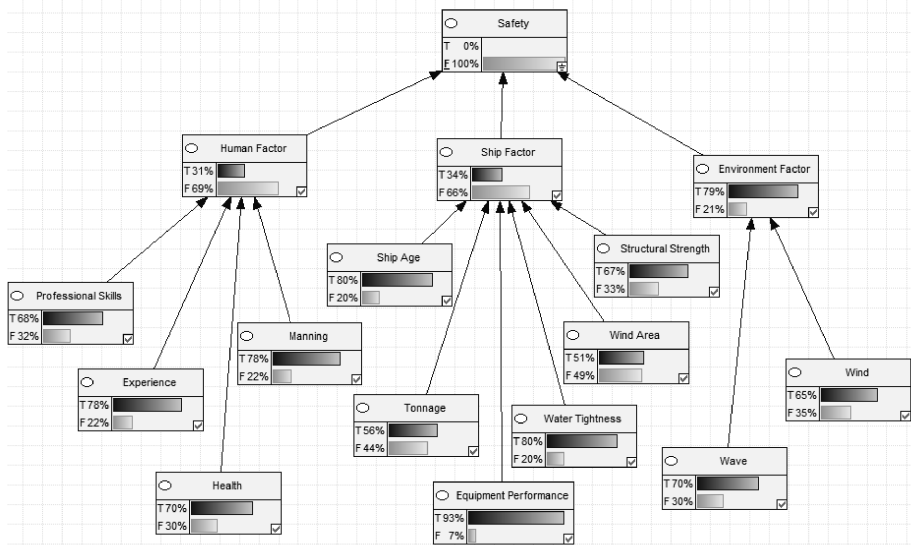 Safety
T 0%
F 100%
Human Factor
T 31%
F 69%
Ship Factor
T 34%
F 66%
Environment Factor
T 79%
F 21%
Structural Strength
T 67%
F 33%
Ship Age
T 80%
F 20%
Professional Skills
T 68%
F 32%
Manning
T 78%
F 22%
Wind Area
T 51%
F 49%
Experience
T 78%
F 22%
Wind
T 65%
F 35%
Tonnage
T 56%
F 44%
Water Tightness
T 80%
F 20%
Wave
T 70%
F 30%
Health
T 70%
F 30%
Equipment Performance
T 93%
F 7%